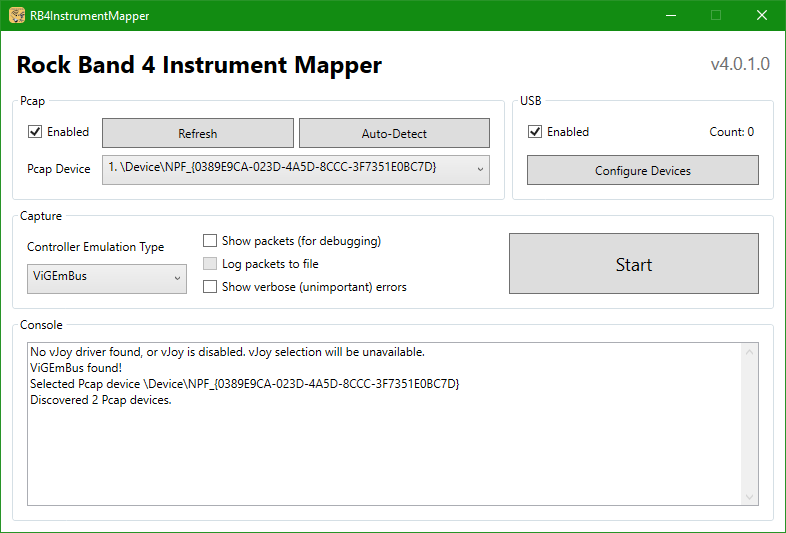 RB4InstrumentMapper
Rock Band 4 Instrument Mapper
v4.0.1.0
Pcap
Enabled
Refresh
Auto-Detect
Pcap Device
1. \Device\NPF_{0389E9CA-023D-4A5D-8CCC-3F7351E0BC7D}
USB
Enabled
Count: 0
Configure Devices
Capture
Controller Emulation Type
ViGEmBus
Show packets (for debugging)
Log packets to file
Show verbose (unimportant) errors
Start
Console
No vJoy driver found, or vJoy is disabled. vJoy selection will be unavailable.
ViGEmBus found!
Selected Pcap device \Device\NPF_{0389E9CA-023D-4A5D-8CCC-3F7351E0BC7D}
Discovered 2 Pcap devices.